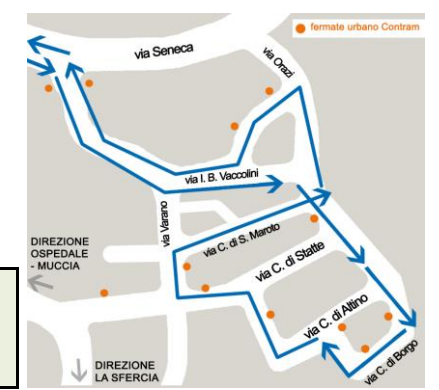 fermate urbano Contram
via Seneca
via Orazi
via I. B. Vaccolini
via Varano
via C. di S. Maroto
via C. di Statte
via C. di Altino
via C. di Borgo
DIREZIONE
OSPEDALE
- MUCCIA
DIREZIONE
LA SFERCIA